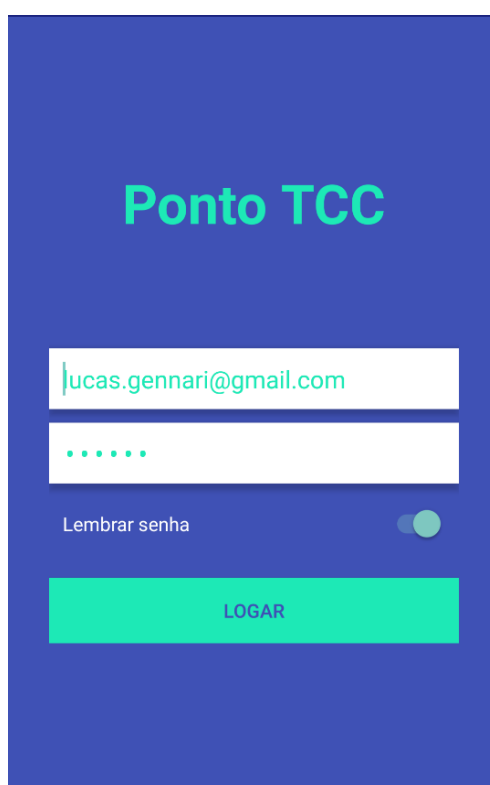 Ponto TCC
lucas.gennari@gmail.com
••••••
Lembrar senha
LOGAR